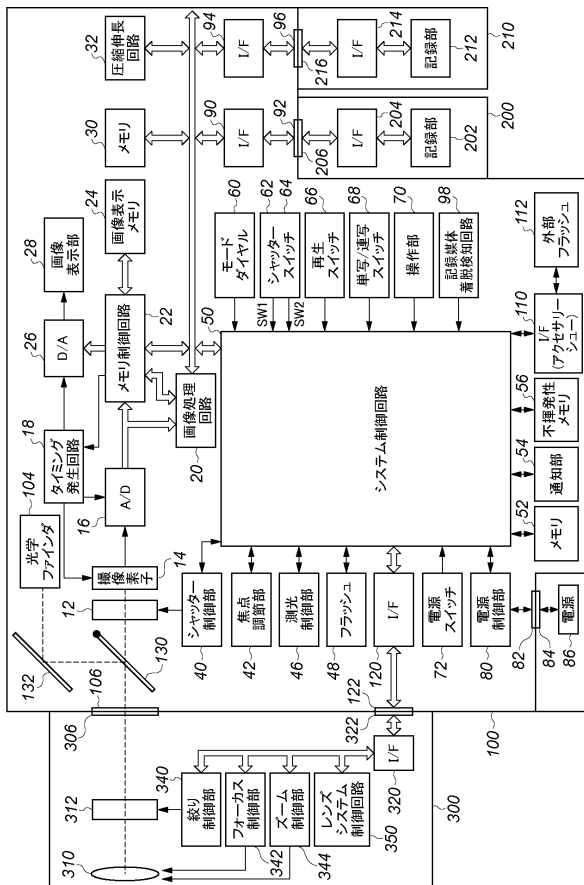 104
光学
ファインダ
18
タイミング
発生回路
26
D/A
28
画像
表示部
24
画像表示
メモリ
30
メモリ
32
圧縮伸長
回路
132
130
12
撮像素子
14
16
A/D
メモリ制御回路
22
310
312
306
106
画像処理
回路
20
90
I/F
94
I/F
92
206
96
216
I/F
204
I/F
214
記録部
202
記録部
212
200
210
340
絞り
制御部
フォーカス
制御部
342
ズーム
制御部
344
レンズ
システム
制御回路
350
I/F
320
322
122
300
100
シャッター
制御部
40
焦点
調節部
42
測光
制御部
46
フラッシュ
48
I/F
120
電源
スイッチ
72
電源
制御部
80
82
84
電源
86
50
システム制御回路
モード
ダイヤル
60
SW1
SW2
シャッター
スイッチ
62
64
再生
スイッチ
66
単写/連写
スイッチ
68
操作部
70
記録媒体
着脱検知回路
98
メモリ
52
通知部
54
不揮発性
メモリ
56
I/F
(アクセサリー
シュー)
110
外部
フラッシュ
112